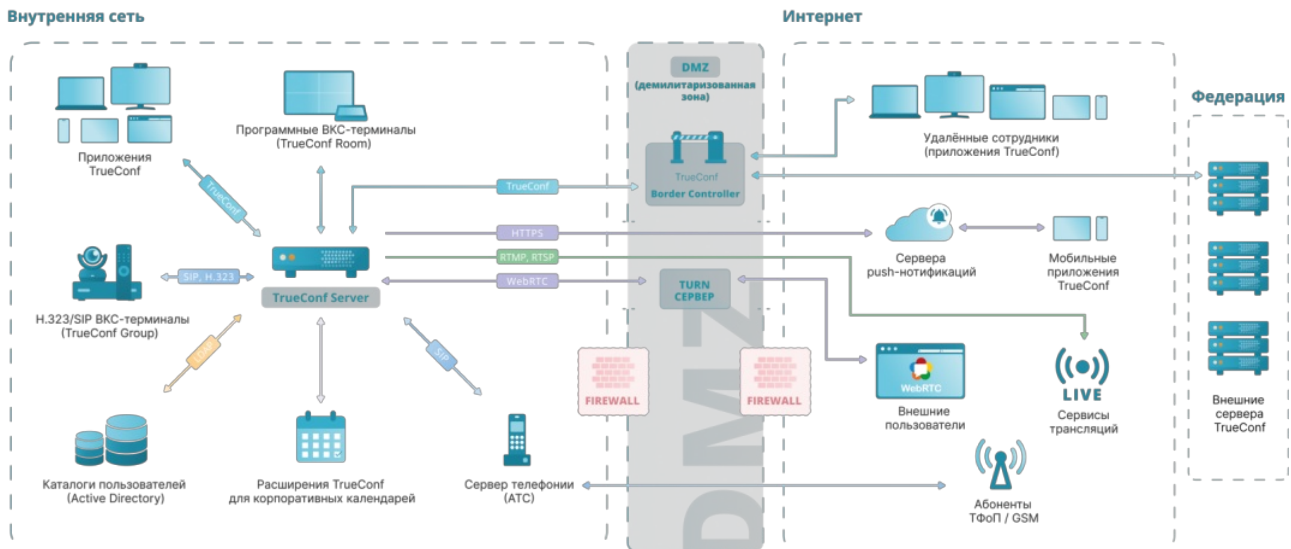 Внутренняя сеть
Приложения
TrueConf
Программные ВКС-терминалы
(TrueConf Room)
TrueConf
H.323/SIP ВКС-терминалы
(TrueConf Group)
SIP, H.323
TrueConf Server
LDAP
SIP
Каталоги пользователей
(Active Directory)
Расширения TrueConf
для корпоративных календарей
Сервер телефонии
(АТС)
TrueConf
HTTPS
RTMP, RTSP
WebRTC
DMZ
(демилитаризованная
зона)
TrueConf
Border Controller
TURN
СЕРВЕР
FIREWALL
FIREWALL
DMZ
Интернет
Удалённые сотрудники
(приложения TrueConf)
Сервера
push-нотификаций
Мобильные
приложения
TrueConf
WebRTC
Внешние
пользователи
LIVE
Сервисы
трансляций
Абоненты
ТФоП / GSM
Федерация
Внешние
сервера
TrueConf